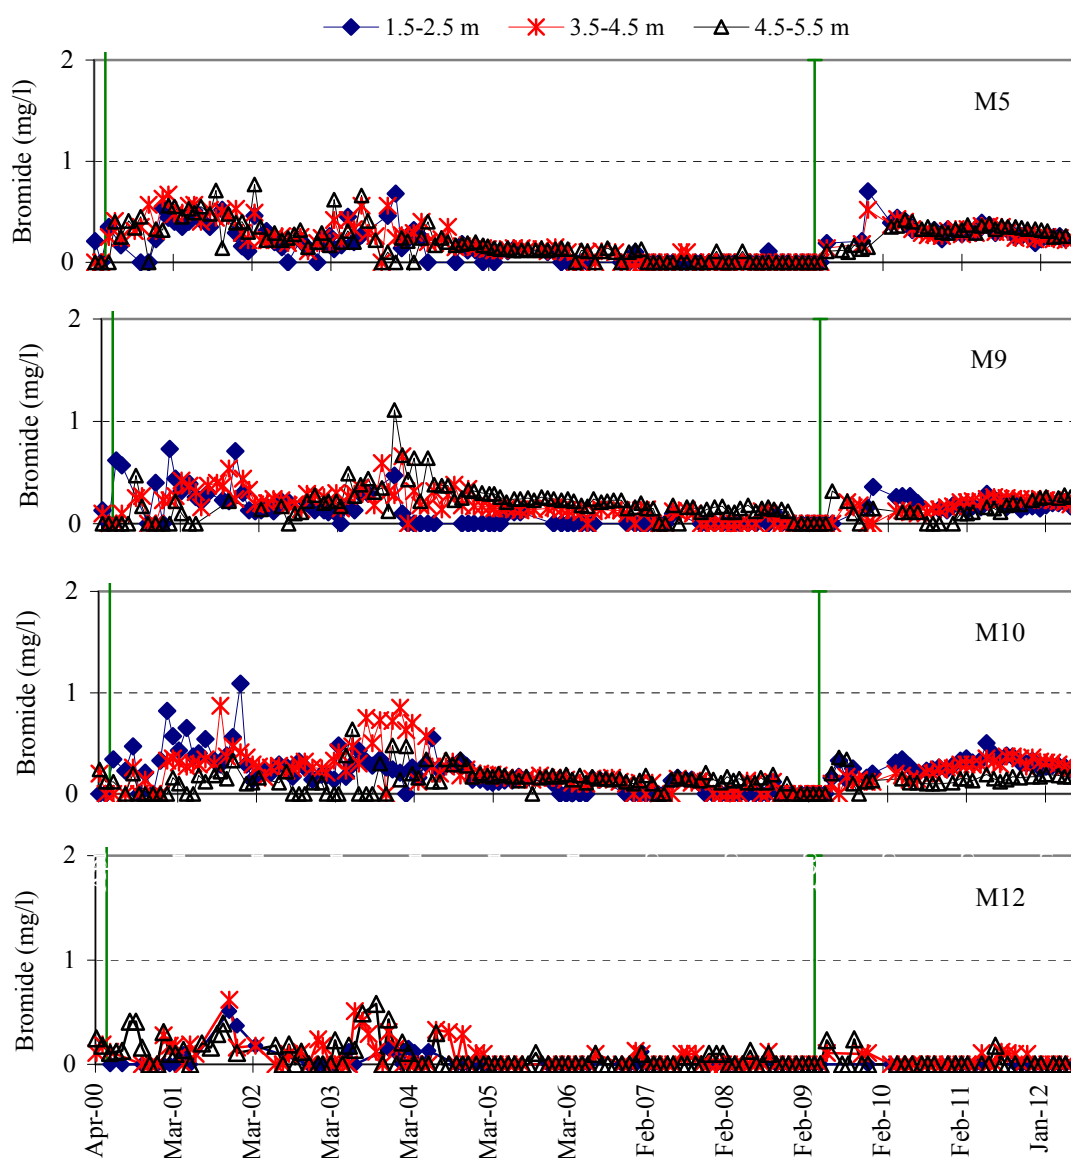 1.5-2.5 m 3.5-4.5 m 4.5-5.5 m
2
M5
1
Bromide (mg/l)
0
2
M9
1
Bromide (mg/l)
0
2
M10
1
Bromide (mg/l)
0
2
M12
1
Bromide (mg/l)
0
Apr-00 Mar-01 Mar-02 Mar-03 Mar-04 Mar-05 Mar-06 Feb-07 Feb-08 Feb-09 Feb-10 Feb-11 Jan-12